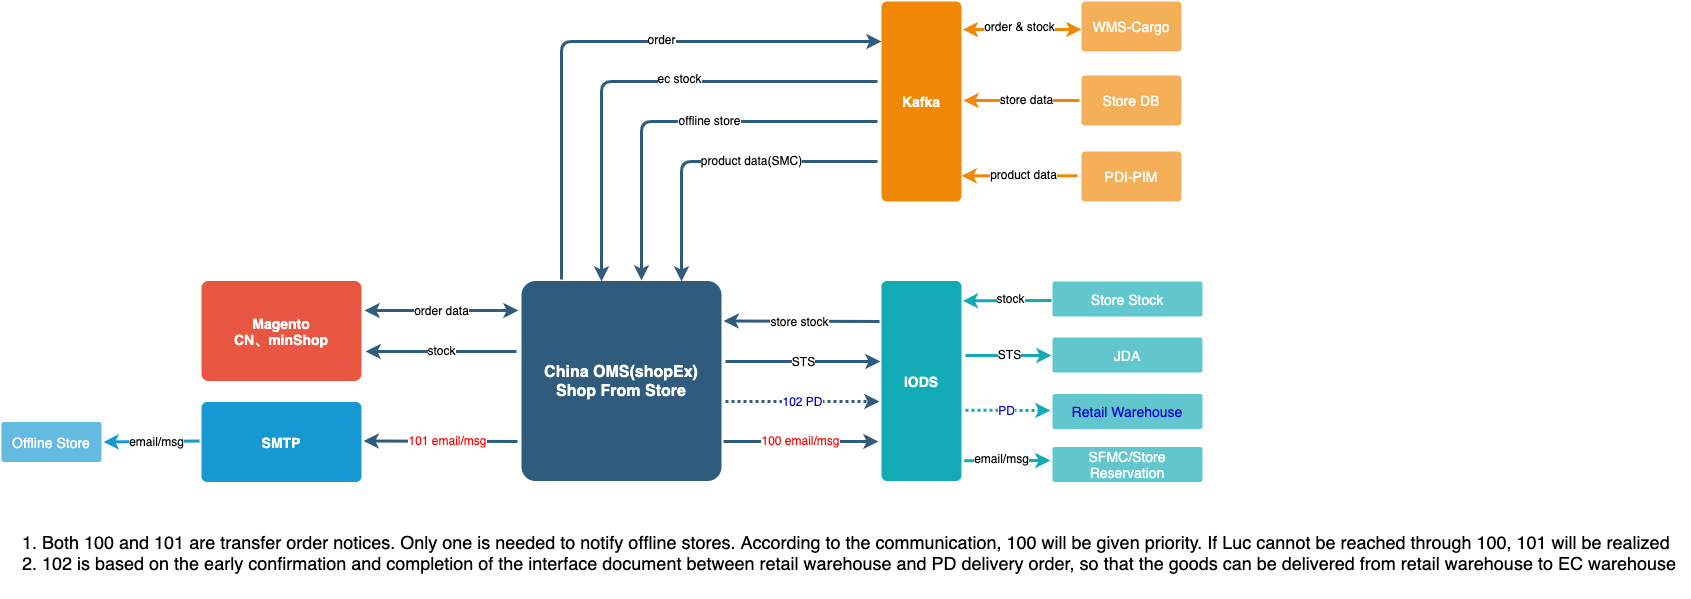 order
ec stock
offline store
product data(SMC)
Kafka
order & stock
WMS-Cargo
store data
Store DB
product data
PDI-PIM
Magento
CN、minShop
order data
stock
China OMS(shopEx)
Shop From Store
store stock
STS
102 PD
100 email/msg
IODS
stock
Store Stock
STS
JDA
PD
Retail Warehouse
email/msg
SFMC/Store
Reservation
Offline Store
email/msg
SMTP
101 email/msg
1. Both 100 and 101 are transfer order notices. Only one is needed to notify offline stores. According to the communication, 100 will be given priority. If Luc cannot be reached through 100, 101 will be realized
2. 102 is based on the early confirmation and completion of the interface document between retail warehouse and PD delivery order, so that the goods can be delivered from retail warehouse to EC warehouse